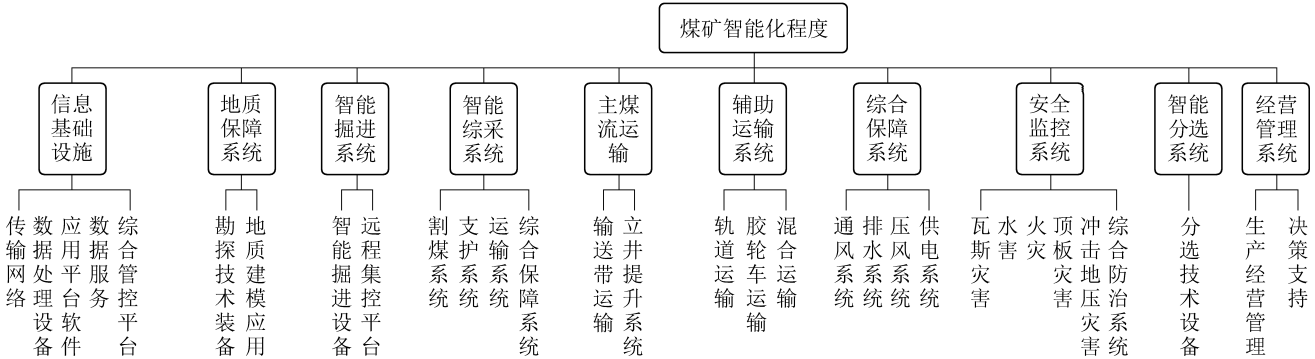 煤矿智能化程度
信息
基础
设施
地质
保障
系统
智能
掘进
系统
智能
综采
系统
主煤
流运
输
辅助
运输
系统
综合
保障
系统
安全
监控
系统
智能
分选
系统
经营
管理
系统
传输网络
数据处理设备
应用平台软件
数据服务
综合管控平台
勘探技术装备
地质建模应用
智能掘进设备
远程集控平台
割煤系统
支护系统
运输系统
综合保障系统
输送带运输
立井提升系统
轨道运输
胶轮车运输
混合运输
通风系统
排水系统
压风系统
供电系统
瓦斯灾害
水害
火灾
顶板灾害
冲击地压灾害
综合防治系统
分选技术设备
生产经营管理
决策支持